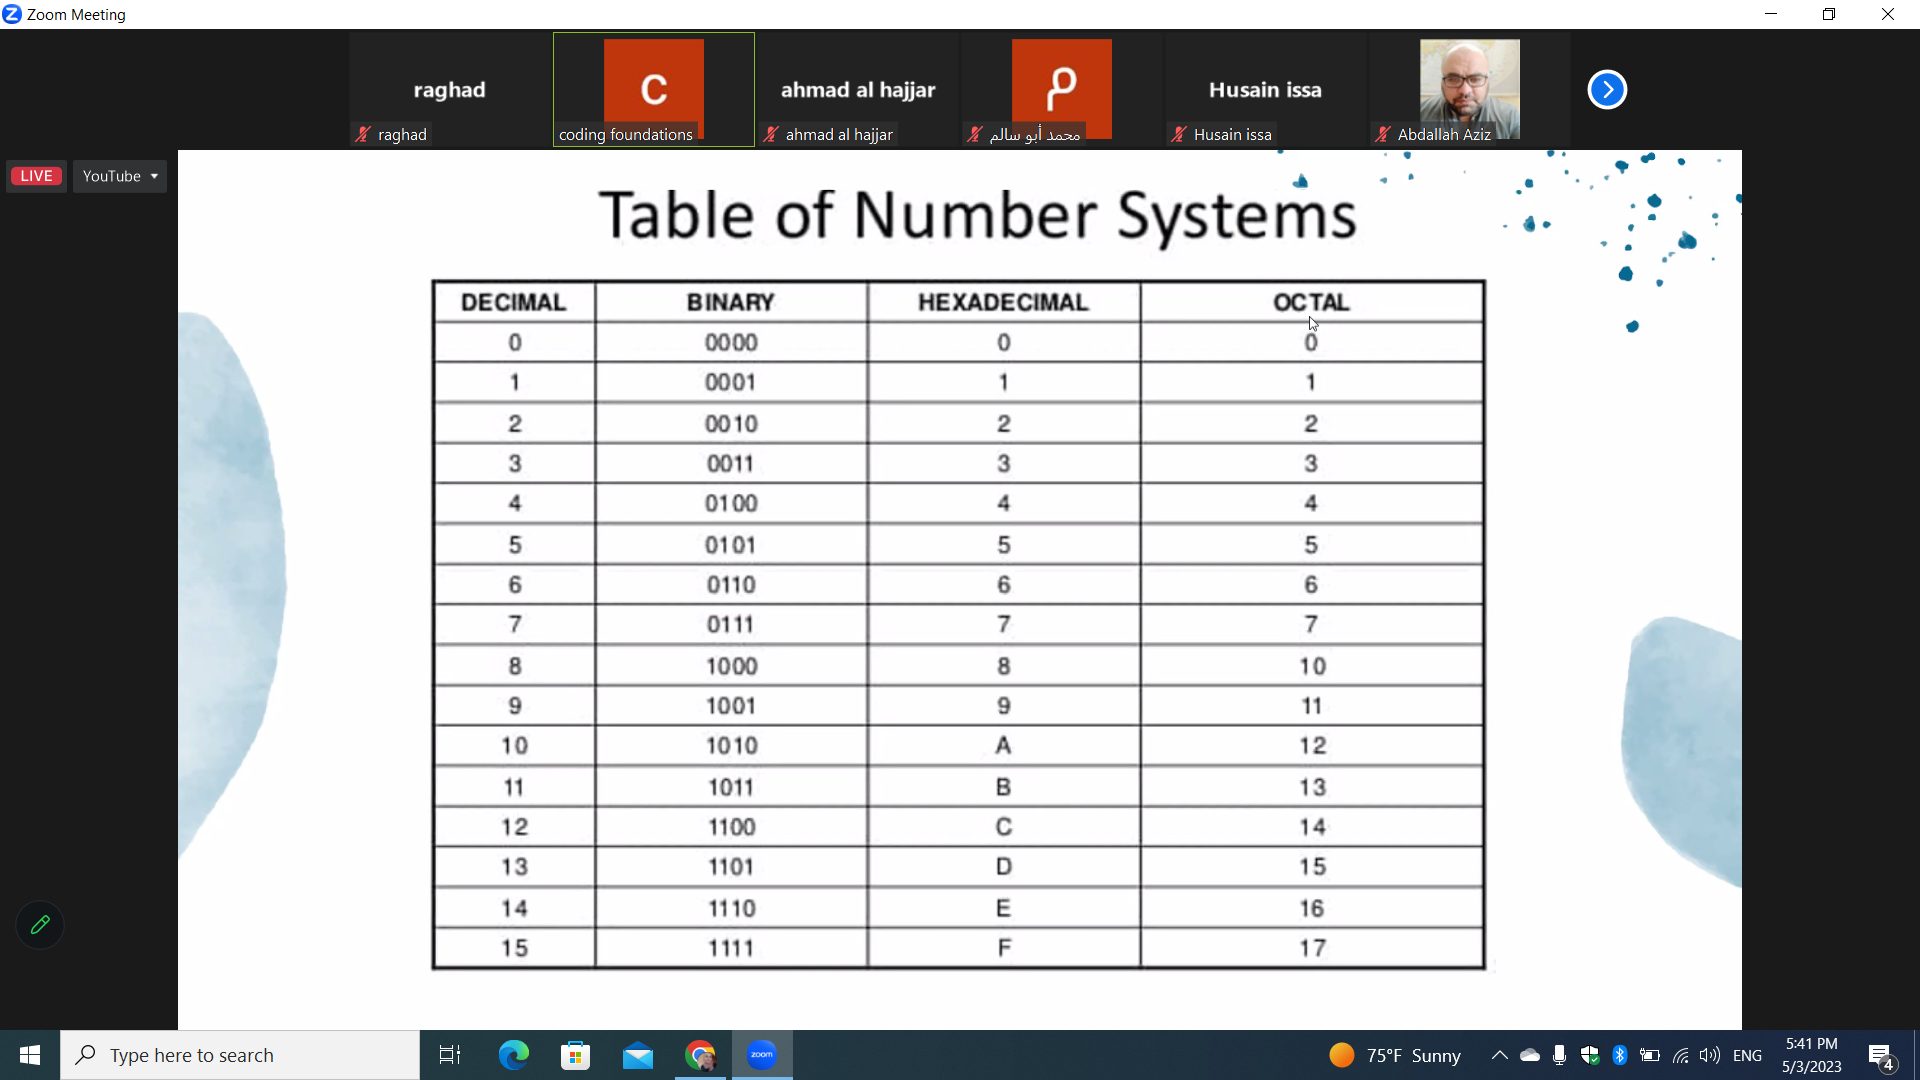 Zoom Meeting
raghad
C
ahmad al hajjar
م
Husain issa
raghad
coding foundations
ahmad al hajjar
محمد أبو سالم
Husain issa
Abdallah Aziz
LIVE
YouTube
Table of Number Systems
DECIMAL BINARY HEXADECIMAL OCTAL
0 0000 0 0
1 0001 1 1
2 0010 2 2
3 0011 3 3
4 0100 4 4
5 0101 5 5
6 0110 6 6
7 0111 7 7
8 1000 8 10
9 1001 9 11
10 1010 A 12
11 1011 B 13
12 1100 C 14
13 1101 D 15
14 1110 E 16
15 1111 F 17
Type here to search
zoom
75°F Sunny
ENG
5:41 PM
5/3/2023
4